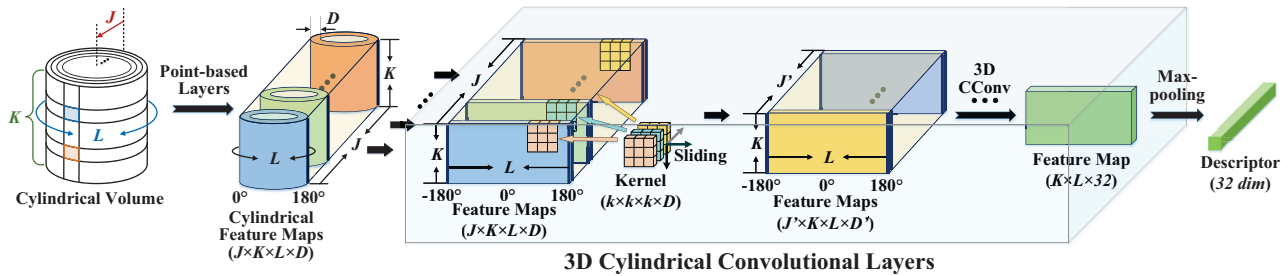 J
K
L
Cylindrical Volume
Point-based
Layers
D
K
J
L
0° 180°
Cylindrical
Feature Maps
(J×K×L×D)
J
K
L
-180° 0° 180°
Feature Maps
(J×K×L×D)
Sliding
Kernel
(k×k×k×D)
J'
K
L
-180° 0° 180°
Feature Maps
(J'×K×L×D')
3D
CConv
Feature Map
(K×L×32)
Max-
pooling
Descriptor
(32 dim)
3D Cylindrical Convolutional Layers